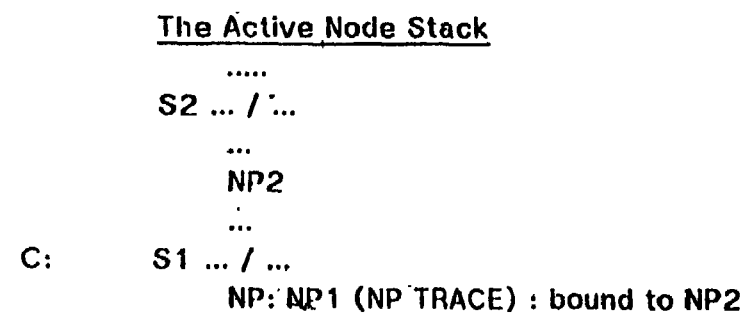 The Active Node Stack
.....
S2 ... / ...
...
NP2
...
C: S1 ... / ...
NP: NP1 (NP TRACE) : bound to NP2